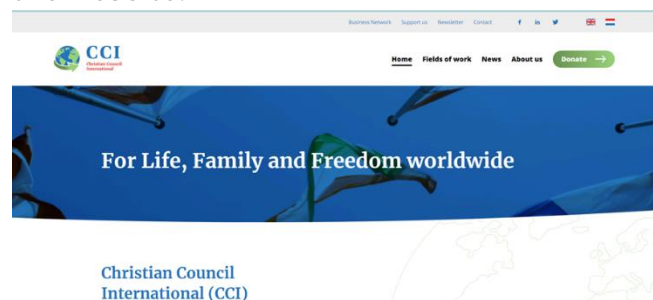 Business Network Support us Newsletter Contact
CCI
Christian Council
International
Home Fields of work News About us Donate
For Life, Family and Freedom worldwide
Christian Council
International (CCI)